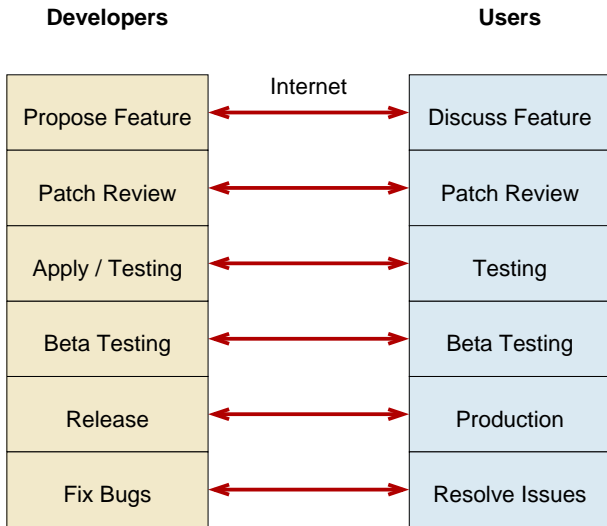 Developers Users
Internet
Propose Feature Discuss Feature
Patch Review Patch Review
Apply / Testing Testing
Beta Testing Beta Testing
Release Production
Fix Bugs Resolve Issues